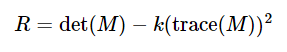 R = det(M) − k(trace(M))²